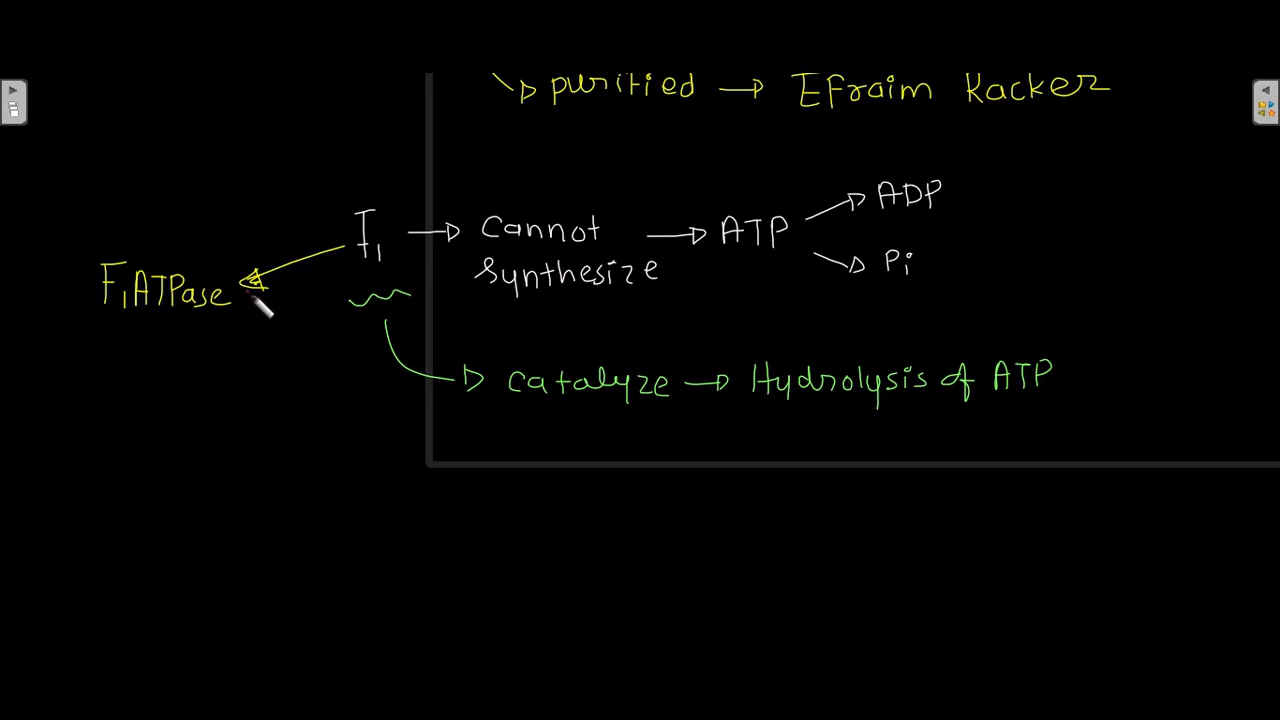 purified → Efraim Kacker
F1 → Cannot synthesize → ATP → ADP
→ Pi
F1ATPase
catalyze → Hydrolysis of ATP